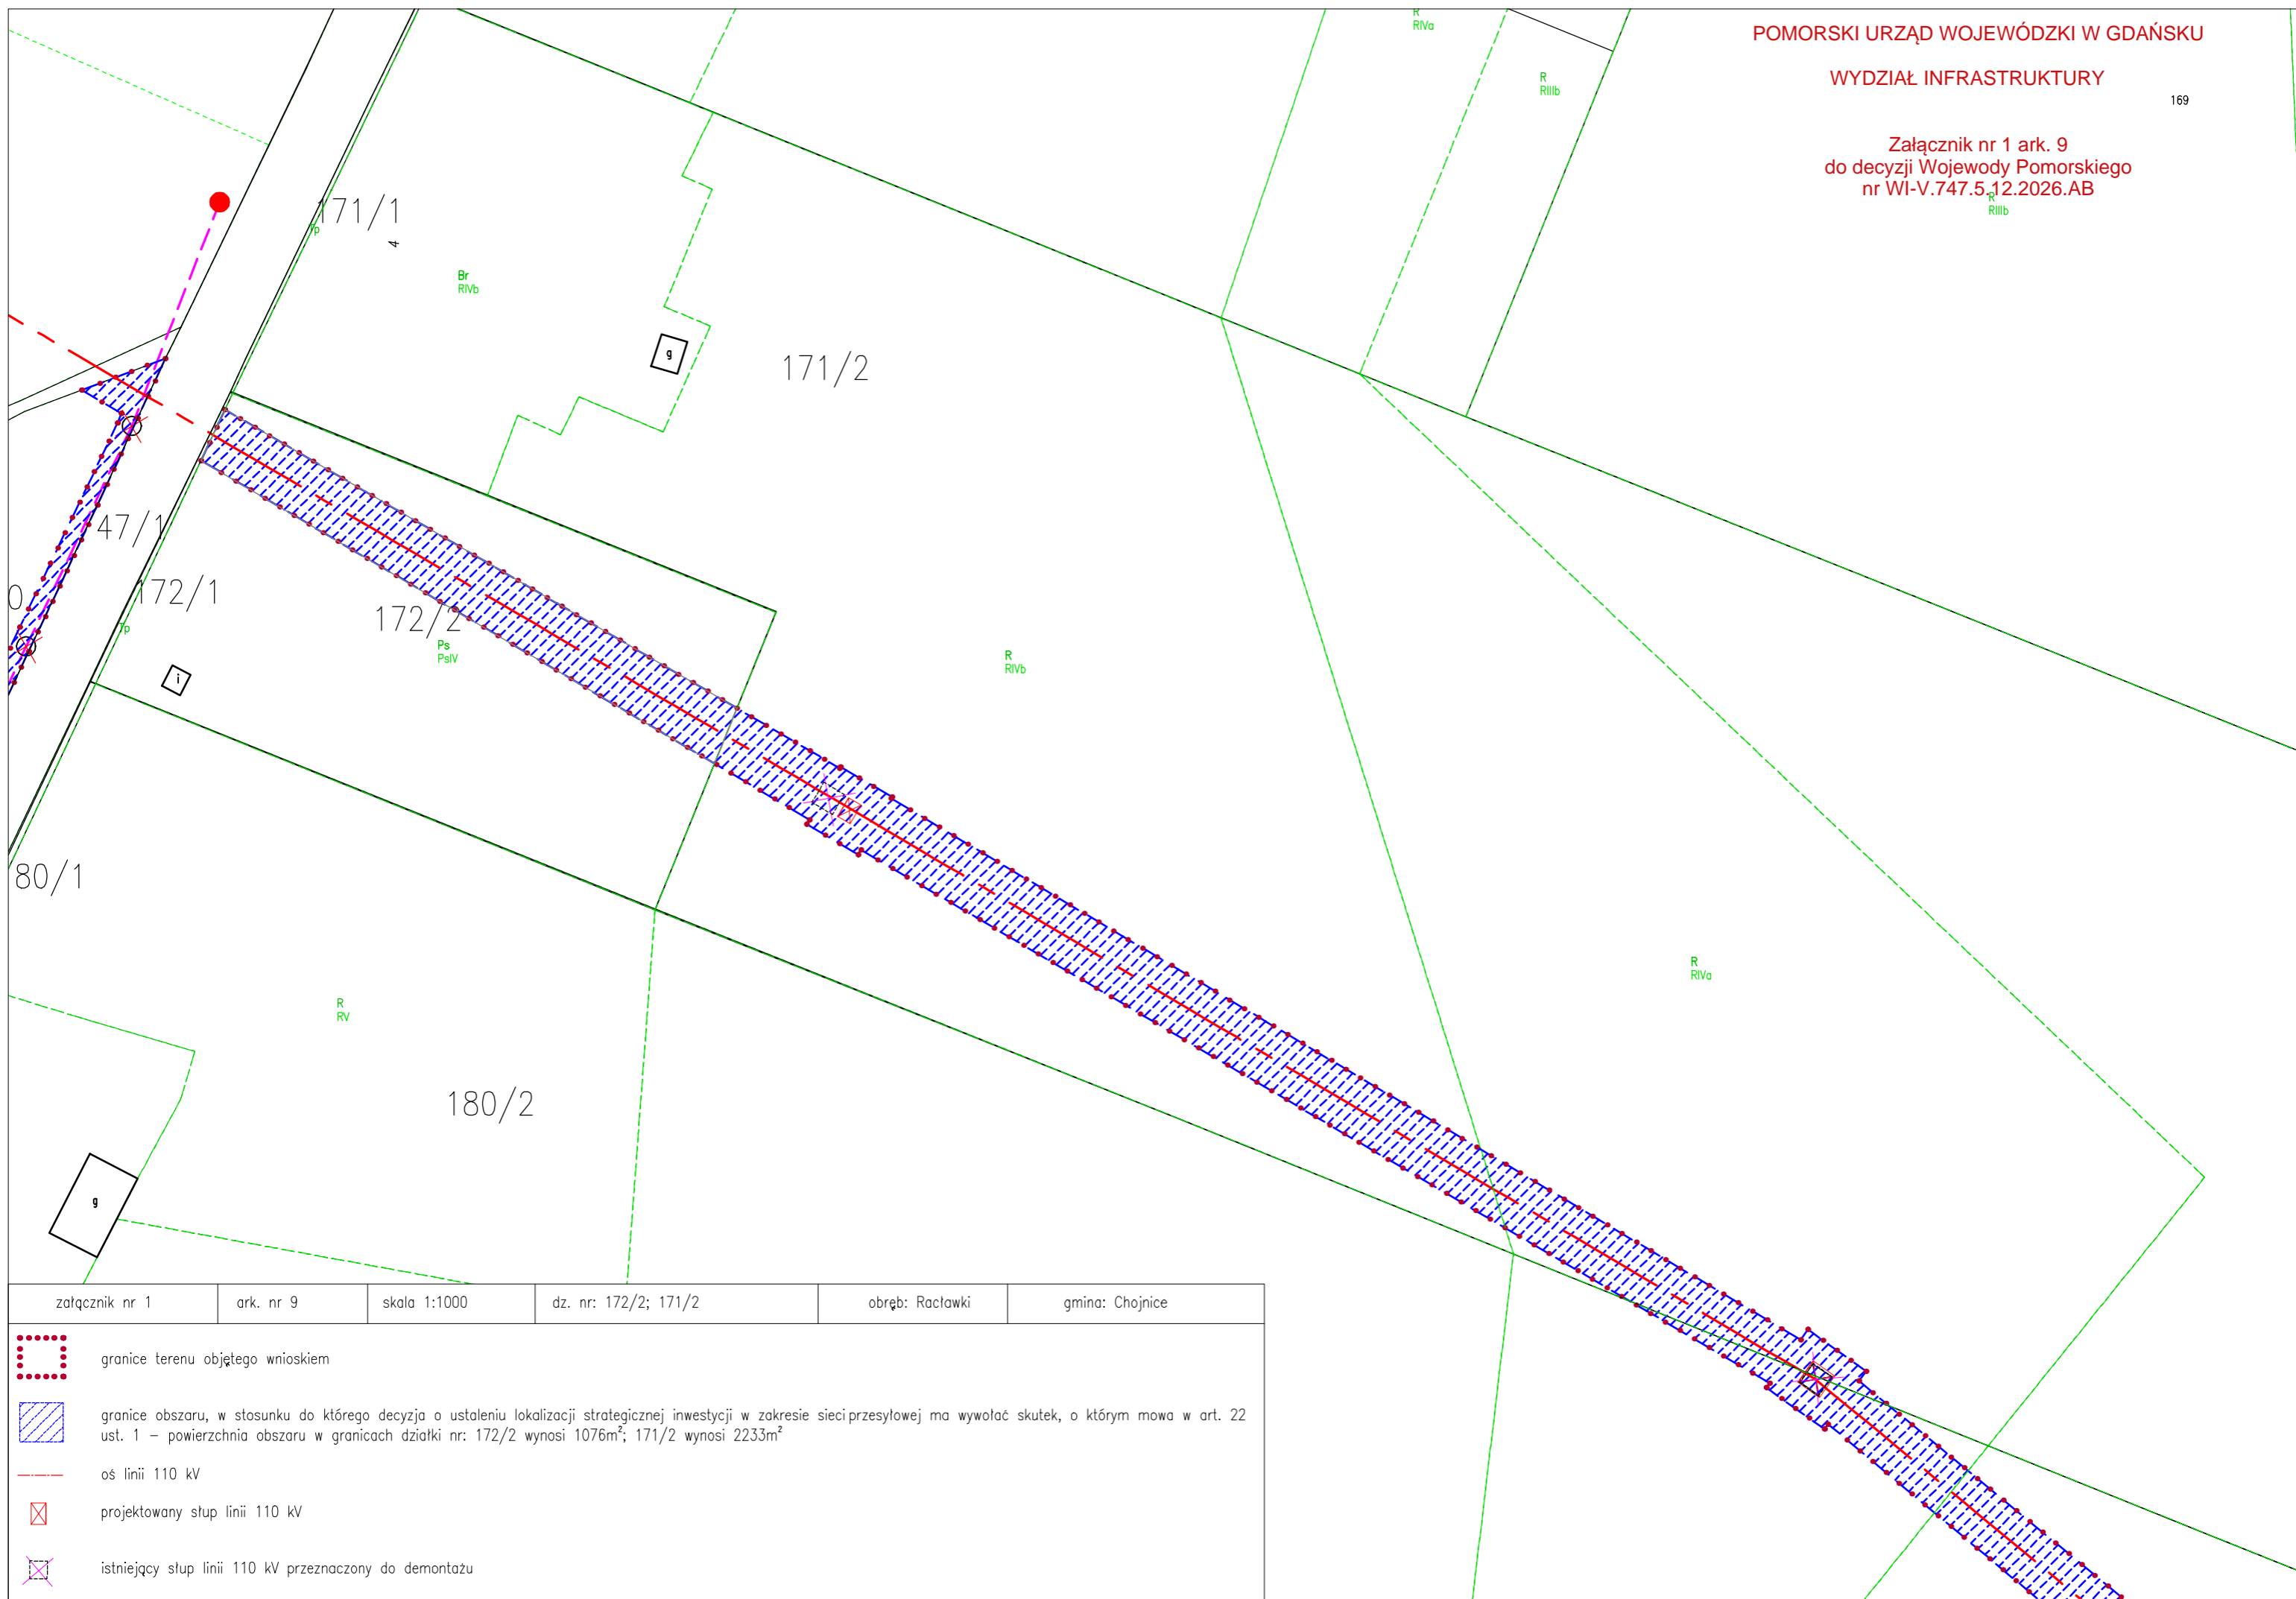 R
RIVa
POMORSKI URZĄD WOJEWÓDZKI W GDAŃSKU
WYDZIAŁ INFRASTRUKTURY
R
RIIIb
169
Załącznik nr 1 ark. 9
do decyzji Wojewody Pomorskiego
nr WI-V.747.5.12.2026.AB
R
RIIIb
171/1
Tp
4
Br
RIVb
g
171/2
47/1
0
172/1
Tp
172/2
Ps
PsIV
i
R
RIVb
80/1
R
RIVa
R
RV
180/2
g
załącznik nr 1
ark. nr 9
skala 1:1000
dz. nr: 172/2; 171/2
obręb: Racławki
gmina: Chojnice
granice terenu objętego wnioskiem
granice obszaru, w stosunku do którego decyzja o ustaleniu lokalizacji strategicznej inwestycji w zakresie sieci przesyłowej ma wywołać skutek, o którym mowa w art. 22
ust. 1 – powierzchnia obszaru w granicach działki nr: 172/2 wynosi 1076m²; 171/2 wynosi 2233m²
oś linii 110 kV
projektowany słup linii 110 kV
istniejący słup linii 110 kV przeznaczony do demontażu